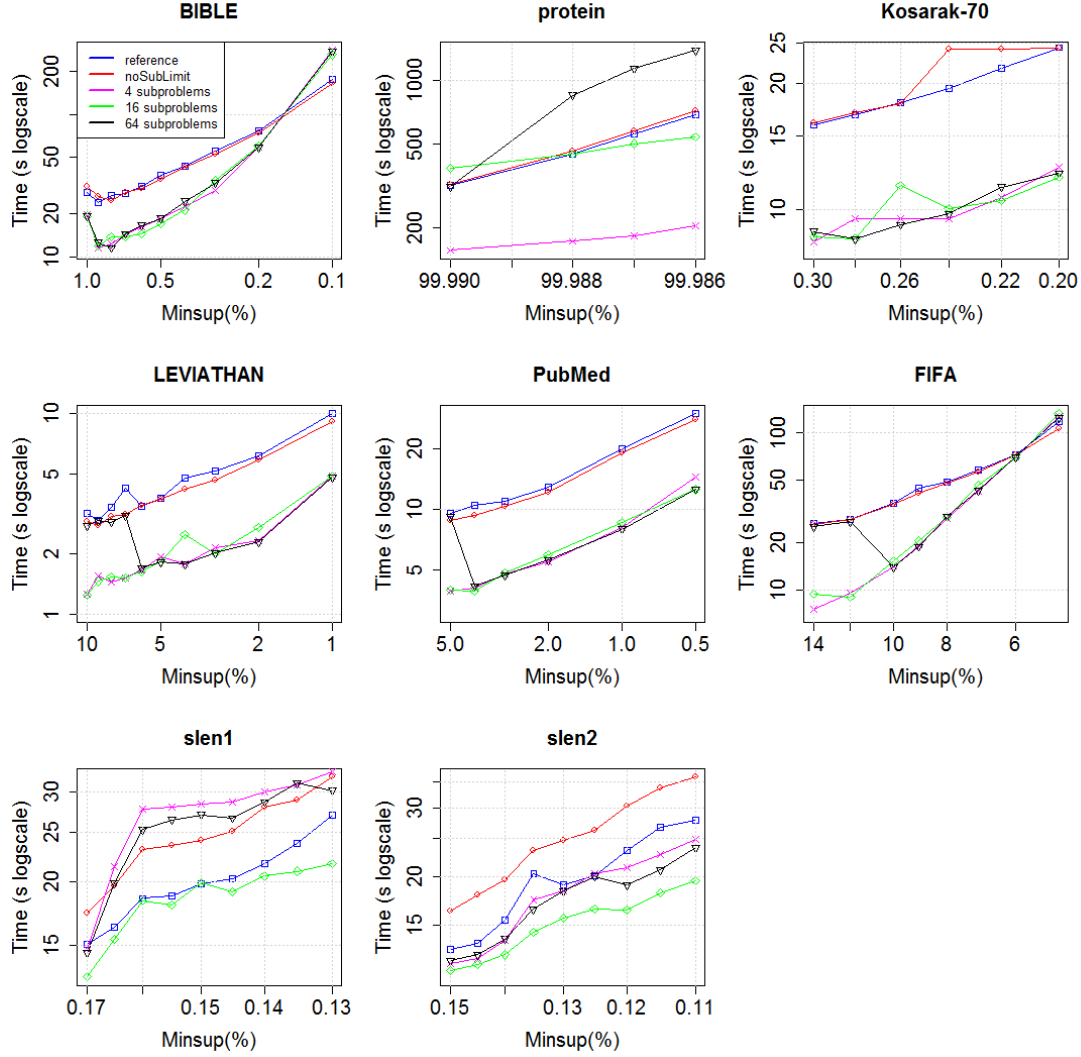 BIBLE
Time (s logscale)
200
50
20
10
reference
noSubLimit
4 subproblems
16 subproblems
64 subproblems
1.0 0.5 0.2 0.1
Minsup(%)
protein
Time (s logscale)
1000
500
200
99.990 99.988 99.986
Minsup(%)
Kosarak-70
Time (s logscale)
25
20
15
10
0.30 0.26 0.22 0.20
Minsup(%)
LEVIATHAN
Time (s logscale)
10
5
2
1
10 5 2 1
Minsup(%)
PubMed
Time (s logscale)
20
10
5
5.0 2.0 1.0 0.5
Minsup(%)
FIFA
Time (s logscale)
100
50
20
10
14 10 8 6
Minsup(%)
slen1
Time (s logscale)
30
25
20
15
0.17 0.15 0.14 0.13
Minsup(%)
slen2
Time (s logscale)
30
20
15
0.15 0.13 0.12 0.11
Minsup(%)